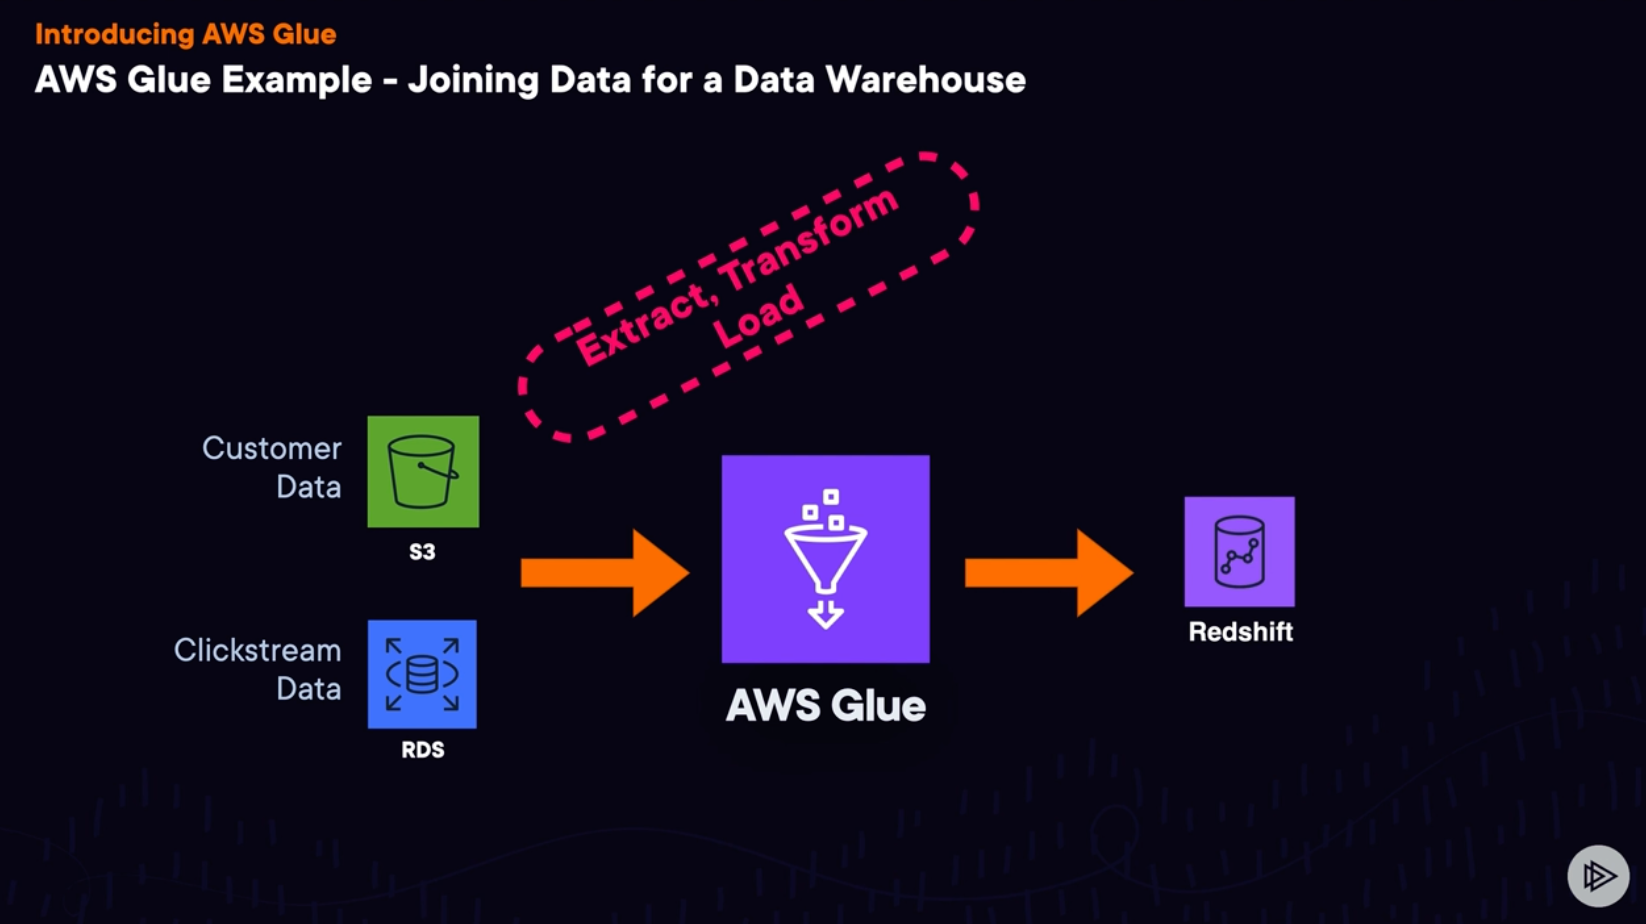 Introducing AWS Glue
AWS Glue Example - Joining Data for a Data Warehouse
Extract, Transform
Load
Customer
Data
S3
Clickstream
Data
RDS
AWS Glue
Redshift